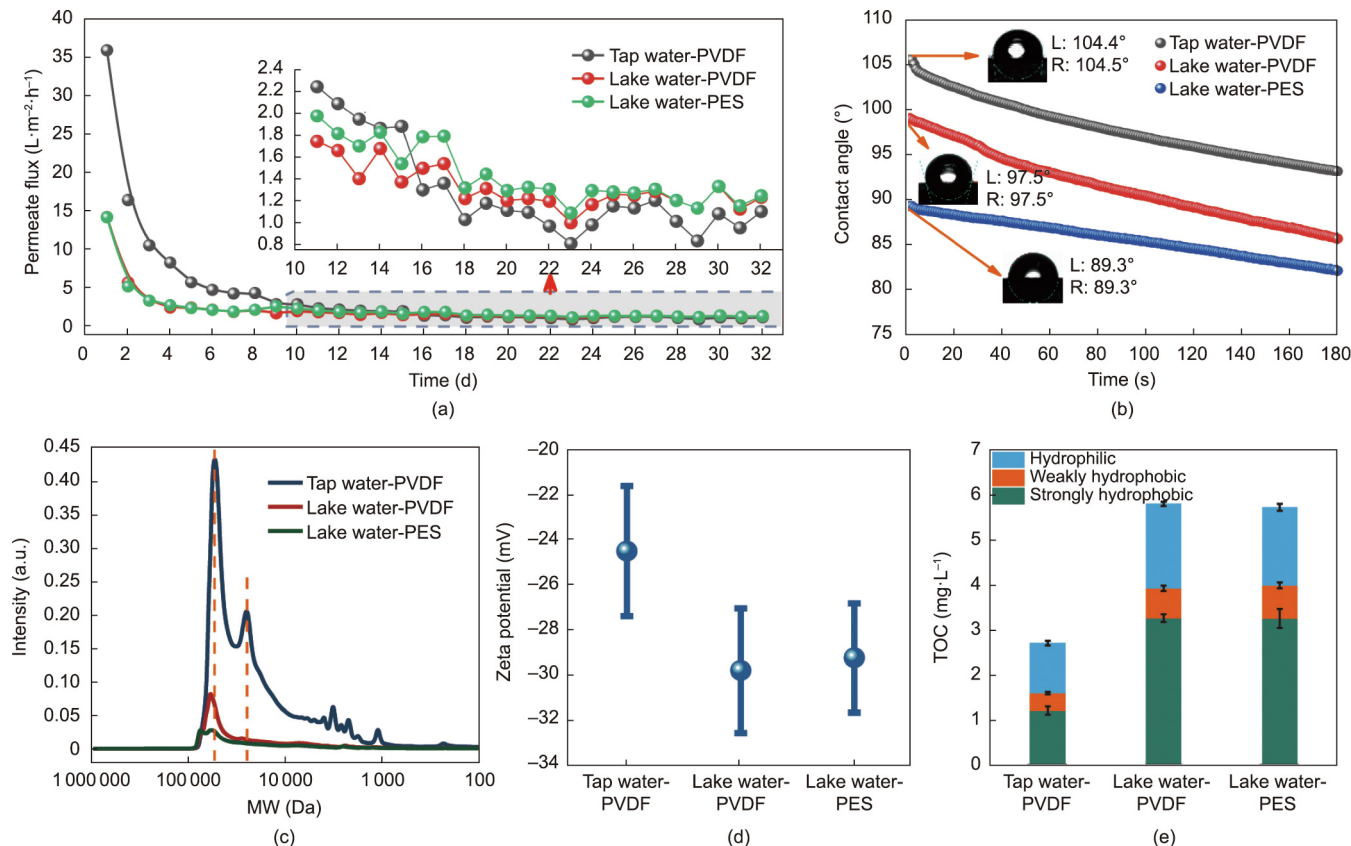 40
35
30
25
20
15
10
5
0
Permeate flux (L·m⁻²·h⁻¹)
Tap water-PVDF
Lake water-PVDF
Lake water-PES
2.4
2.2
2.0
1.8
1.6
1.4
1.2
1.0
0.8
10 12 14 16 18 20 22 24 26 28 30 32
0 2 4 6 8 10 12 14 16 18 20 22 24 26 28 30 32
Time (d)
(a)
110
105
100
95
90
85
80
75
Contact angle (°)
L: 104.4°
R: 104.5°
Tap water-PVDF
Lake water-PVDF
Lake water-PES
L: 97.5°
R: 97.5°
L: 89.3°
R: 89.3°
0 20 40 60 80 100 120 140 160 180
Time (s)
(b)
0.45
0.40
0.35
0.30
0.25
0.20
0.15
0.10
0.05
0
Intensity (a.u.)
Tap water-PVDF
Lake water-PVDF
Lake water-PES
1000 000 100 000 10 000 1000 100
MW (Da)
(c)
–20
–22
–24
–26
–28
–30
–32
–34
Zeta potential (mV)
Tap water- Lake water- Lake water-
PVDF PVDF PES
(d)
7
6
5
4
3
2
1
0
TOC (mg·L⁻¹)
Hydrophilic
Weakly hydrophobic
Strongly hydrophobic
Tap water- Lake water- Lake water-
PVDF PVDF PES
(e)